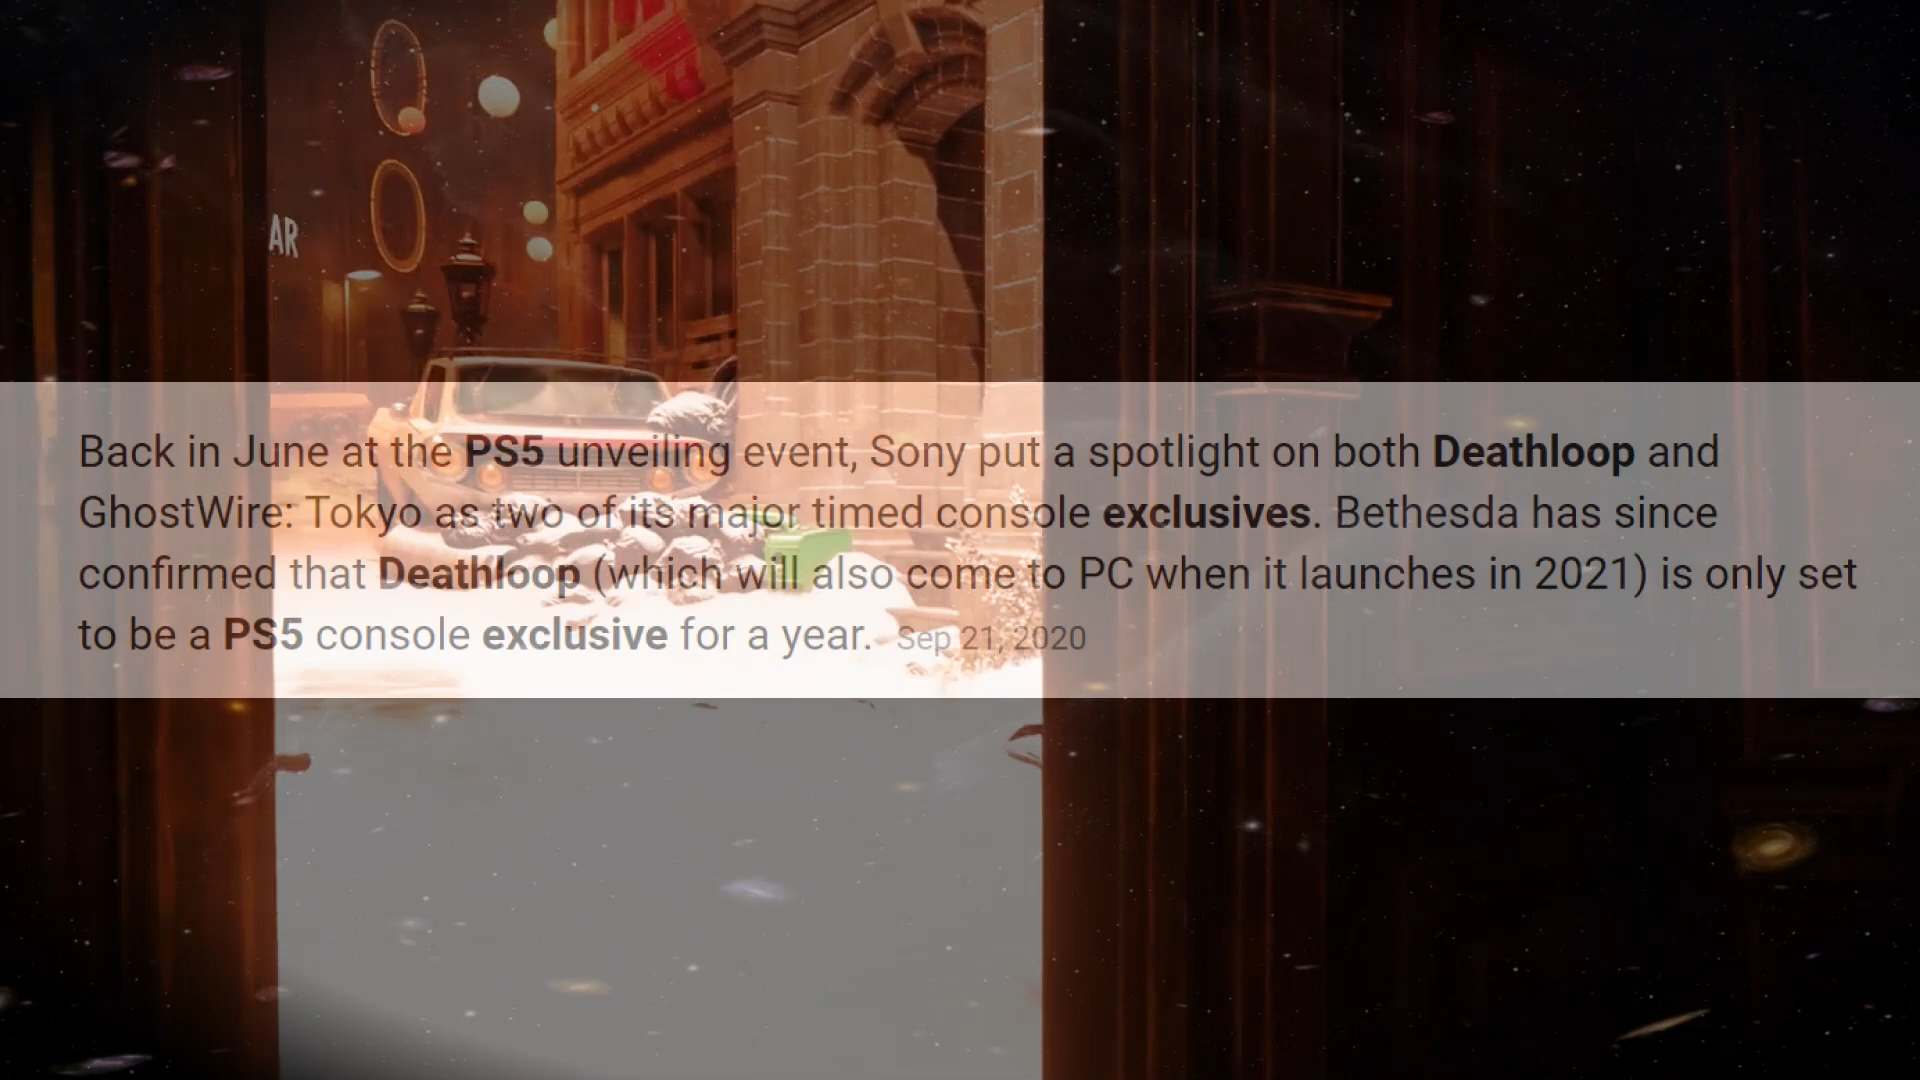 AR
Back in June at the PS5 unveiling event, Sony put a spotlight on both Deathloop and
GhostWire: Tokyo as two of its major timed console exclusives. Bethesda has since
confirmed that Deathloop (which will also come to PC when it launches in 2021) is only set
to be a PS5 console exclusive for a year. Sep 21, 2020